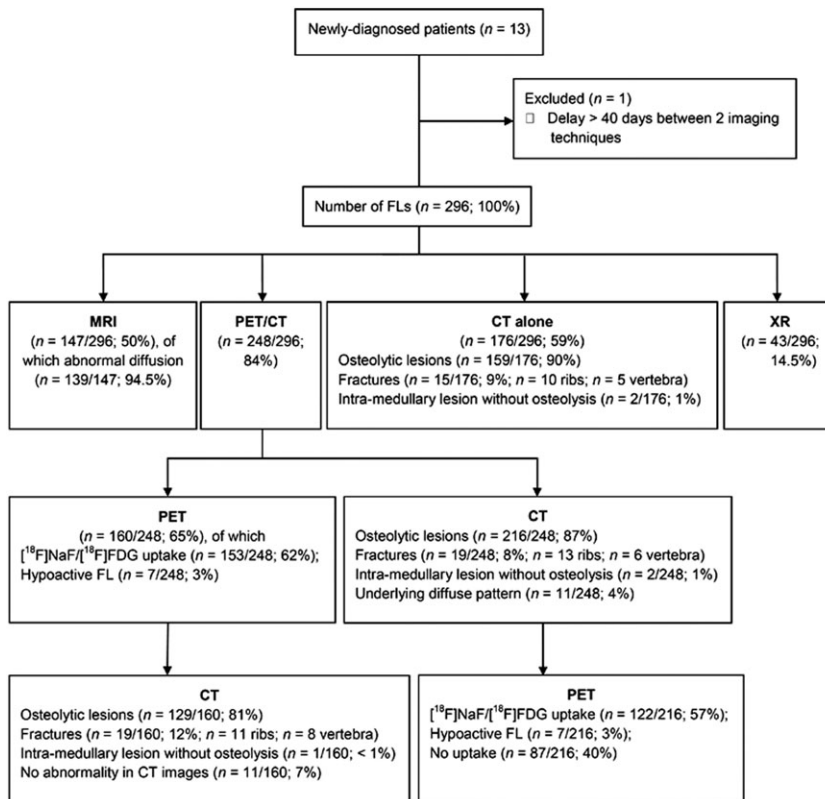 Newly-diagnosed patients (n = 13)
Excluded (n = 1)
Delay > 40 days between 2 imaging
techniques
Number of FLs (n = 296; 100%)
MRI
(n = 147/296; 50%), of
which abnormal diffusion
(n = 139/147; 94.5%)
PET/CT
(n = 248/296;
84%)
CT alone
(n = 176/296; 59%)
Osteolytic lesions (n = 159/176; 90%)
Fractures (n = 15/176; 9%; n = 10 ribs; n = 5 vertebra)
Intra-medullary lesion without osteolysis (n = 2/176; 1%)
XR
(n = 43/296;
14.5%)
PET
(n = 160/248; 65%), of which
[¹⁸F]NaF/[¹⁸F]FDG uptake (n = 153/248; 62%);
Hypoactive FL (n = 7/248; 3%)
CT
Osteolytic lesions (n = 216/248; 87%)
Fractures (n = 19/248; 8%; n = 13 ribs; n = 6 vertebra)
Intra-medullary lesion without osteolysis (n = 2/248; 1%)
Underlying diffuse pattern (n = 11/248; 4%)
CT
Osteolytic lesions (n = 129/160; 81%)
Fractures (n = 19/160; 12%; n = 11 ribs; n = 8 vertebra)
Intra-medullary lesion without osteolysis (n = 1/160; < 1%)
No abnormality in CT images (n = 11/160; 7%)
PET
[¹⁸F]NaF/[¹⁸F]FDG uptake (n = 122/216; 57%);
Hypoactive FL (n = 7/216; 3%)
No uptake (n = 87/216; 40%)